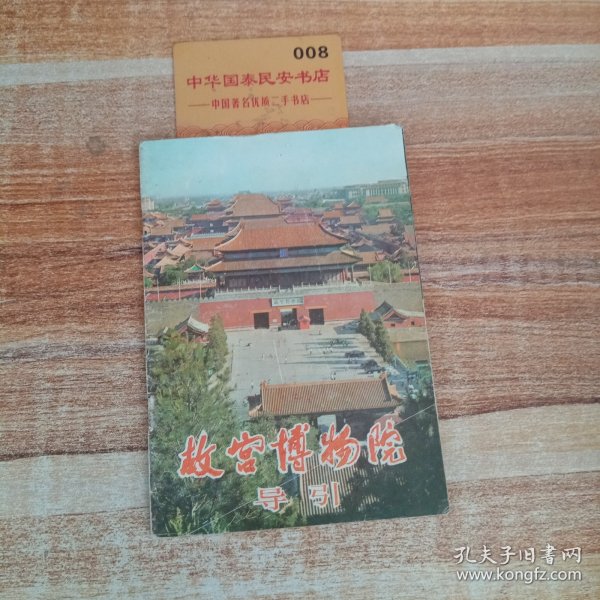 008
中华国泰民安书店
中国著名优质二手书店
故宫博物院
导引
孔夫子旧书网
www.kongfz.com